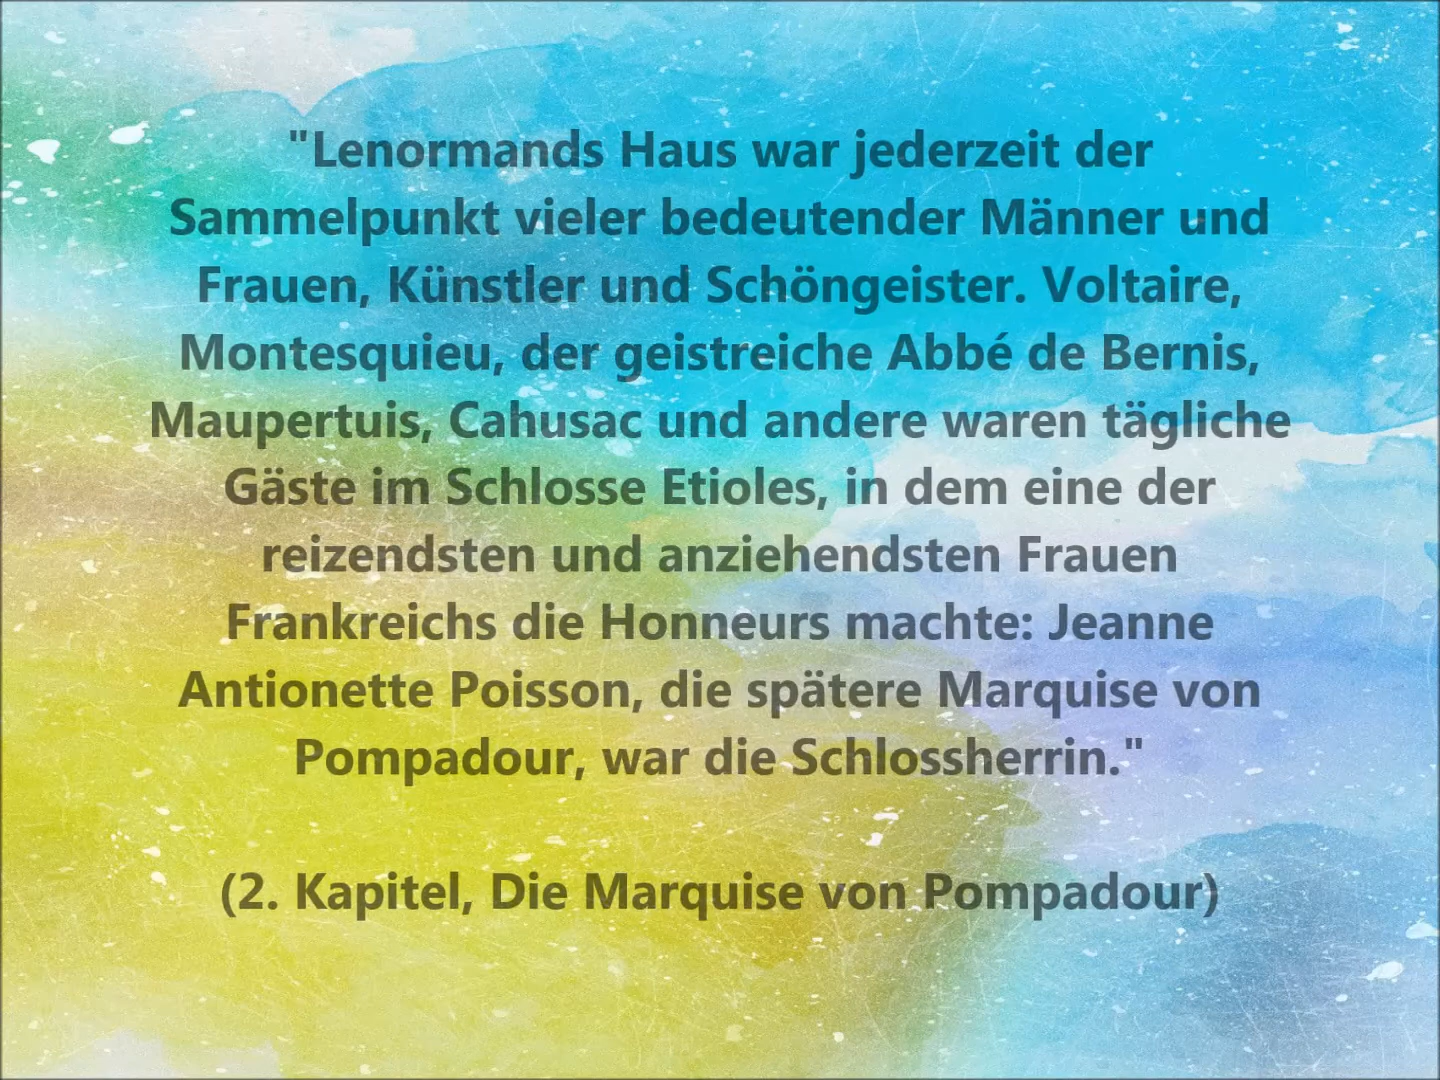 "Lenormands Haus war jederzeit der
Sammelpunkt vieler bedeutender Männer und
Frauen, Künstler und Schöngeister. Voltaire,
Montesquieu, der geistreiche Abbé de Bernis,
Maupertuis, Cahusac und andere waren tägliche
Gäste im Schlosse Etioles, in dem eine der
reizendsten und anziehendsten Frauen
Frankreichs die Honneurs machte: Jeanne
Antionette Poisson, die spätere Marquise von
Pompadour, war die Schlossherrin."
(2. Kapitel, Die Marquise von Pompadour)